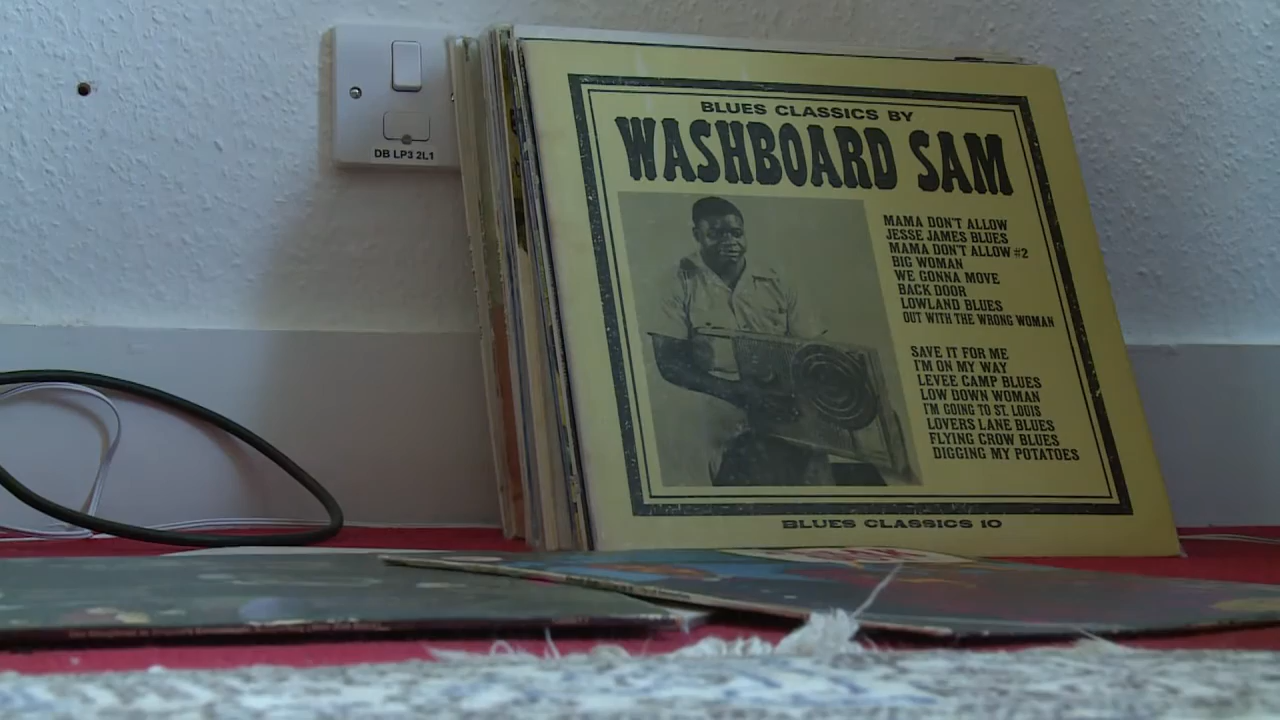 DB LP3 2L1
BLUES CLASSICS BY
WASHBOARD SAM
MAMA DON'T ALLOW
JESSE JAMES BLUES
MAMA DON'T ALLOW #2
BIG WOMAN
WE GONNA MOVE
BACK DOOR
LOWLAND BLUES
OUT WITH THE WRONG WOMAN
SAVE IT FOR ME
I'M ON MY WAY
LEVEE CAMP BLUES
LOW DOWN WOMAN
I'M GOING TO ST. LOUIS
LOVERS LANE BLUES
FLYING CROW BLUES
DIGGING MY POTATOES
BLUES CLASSICS 10